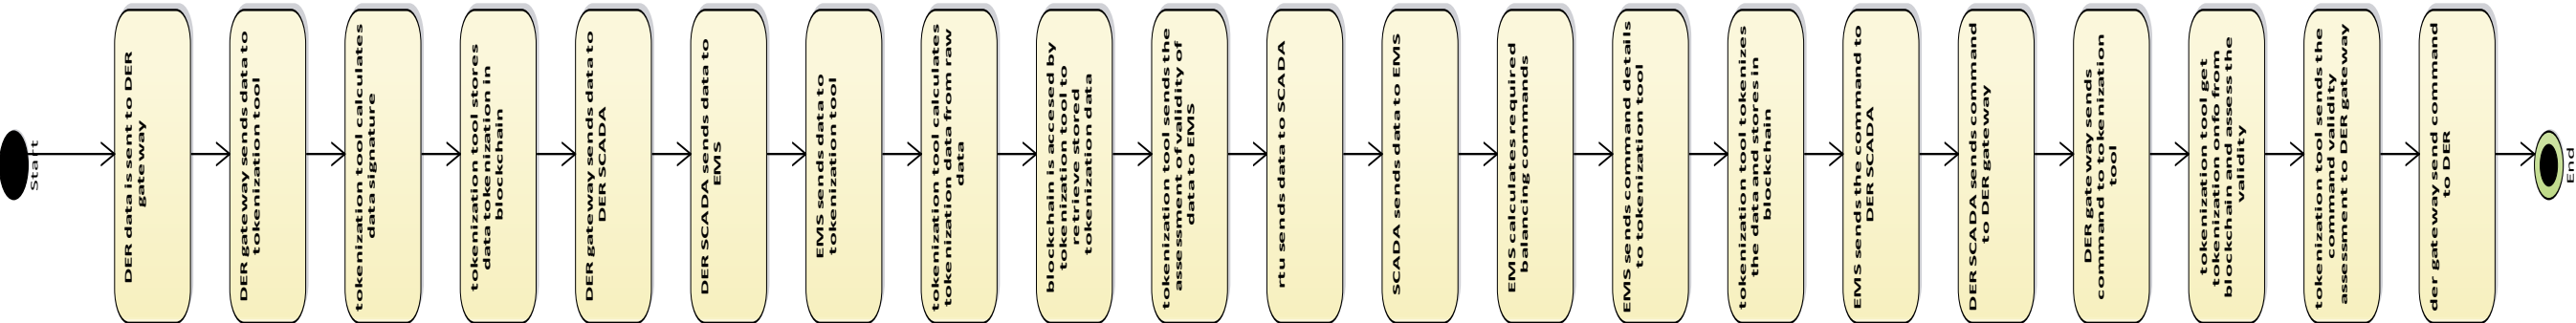 Start
DER data is sent to DER
gateway
DER gateway sends data to
tokenization tool
tokenization tool calculates
data signature
tokenization tool stores
data tokenization in
blockchain
DER gateway sends data to
DER SCADA
DER SCADA sends data to
EMS
EMS sends data to
tokenization tool
tokenization tool calculates
tokenization data from raw
data
blockchain is accesed by
tokenization tool to
retrieve stored
tokenization data
tokenization tool sends the
assessment of validity of
data to EMS
rtu sends data to SCADA
SCADA sends data to EMS
EMS calculates required
balancing commands
EMS sends command details
to tokenization tool
tokenization tool tokenizes
the data and stores in
blockchain
EMS sends the command to
DER SCADA
DER SCADA sends command
to DER gateway
DER gateway sends
command to tokenization
tool
tokenization tool get
tokenization onfo from
blockchain and assess the
validity
tokenization tool sends the
command validity
assessment to DER gateway
der gateway send command
to DER
End